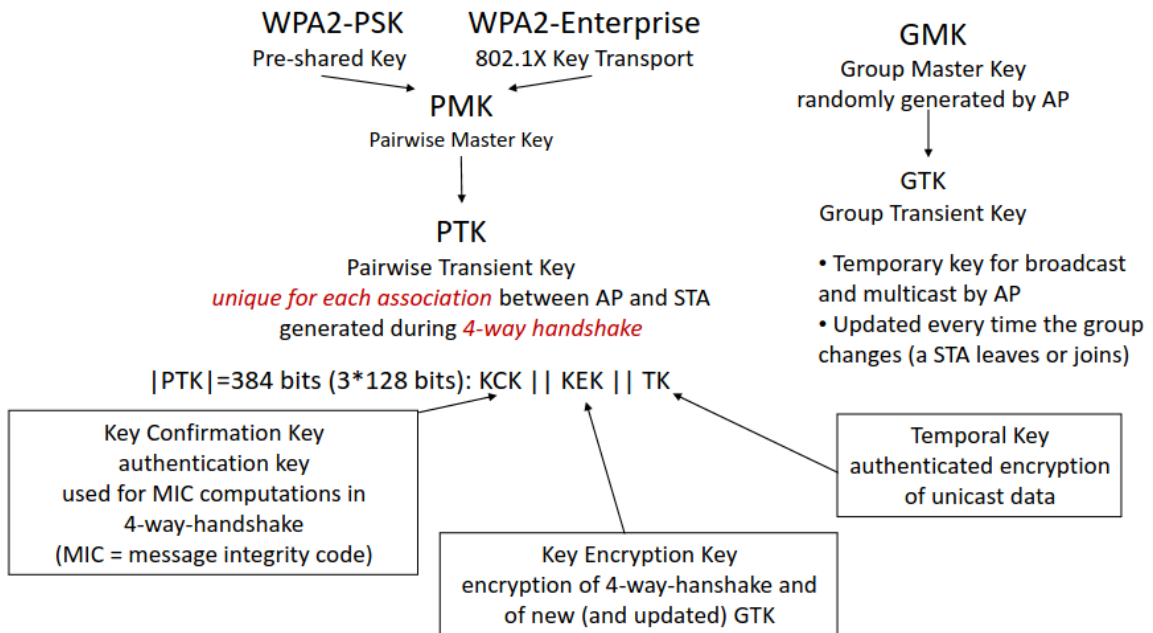 WPA2-PSK
Pre-shared Key
WPA2-Enterprise
802.1X Key Transport
PMK
Pairwise Master Key
PTK
Pairwise Transient Key
unique for each association between AP and STA
generated during 4-way handshake
|PTK|=384 bits (3*128 bits): KCK || KEK || TK
Key Confirmation Key
authentication key
used for MIC computations in
4-way-handshake
(MIC = message integrity code)
Key Encryption Key
encryption of 4-way-hanshake and
of new (and updated) GTK
Temporal Key
authenticated encryption
of unicast data
GMK
Group Master Key
randomly generated by AP
GTK
Group Transient Key
• Temporary key for broadcast
and multicast by AP
• Updated every time the group
changes (a STA leaves or joins)